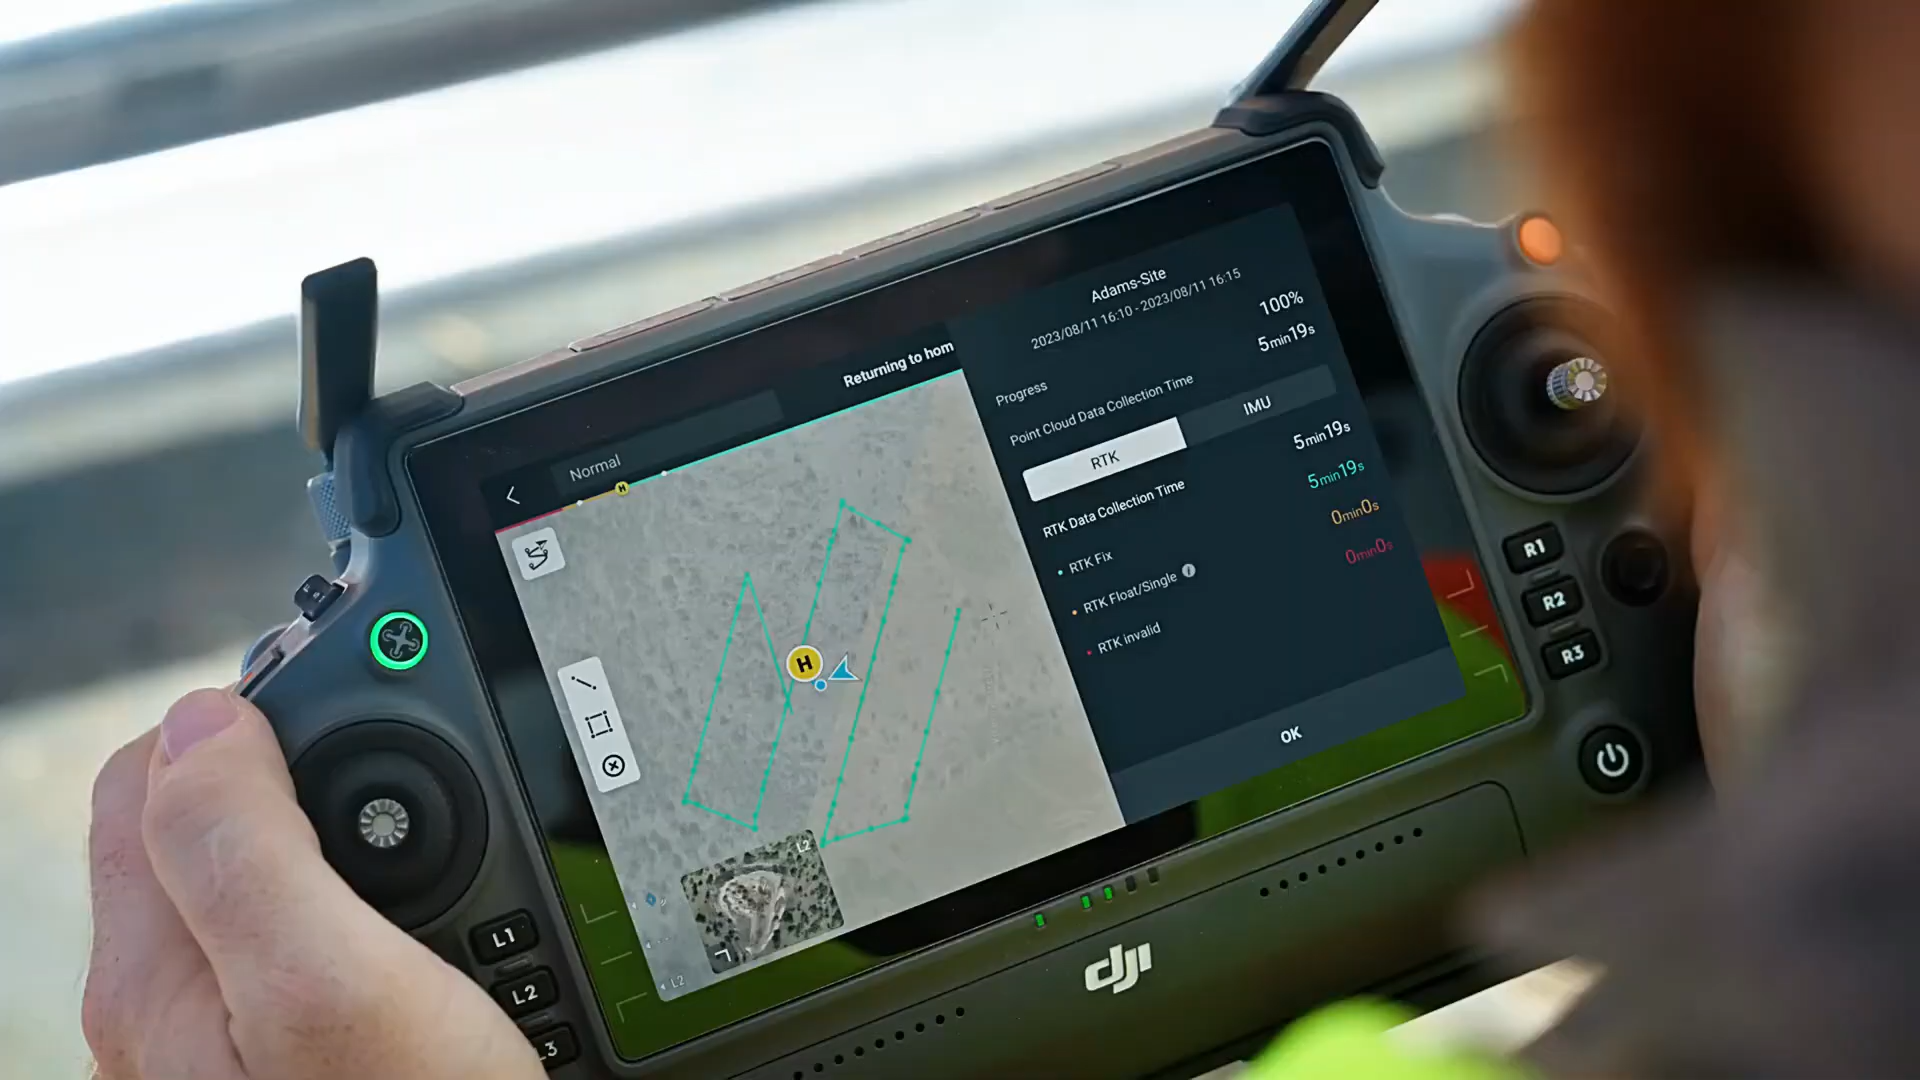 Adams-Site
2023/08/11 16:10 - 2023/08/11 16:15
Progress 100%
Point Cloud Data Collection Time 5min19s
RTK IMU
RTK Data Collection Time 5min19s
RTK Fix 5min19s
RTK Float/Single 0min0s
RTK invalid 0min0s
OK
Returning to hom
Normal
H
H
L2
L2
L1
L2
L3
R1
R2
R3
dji